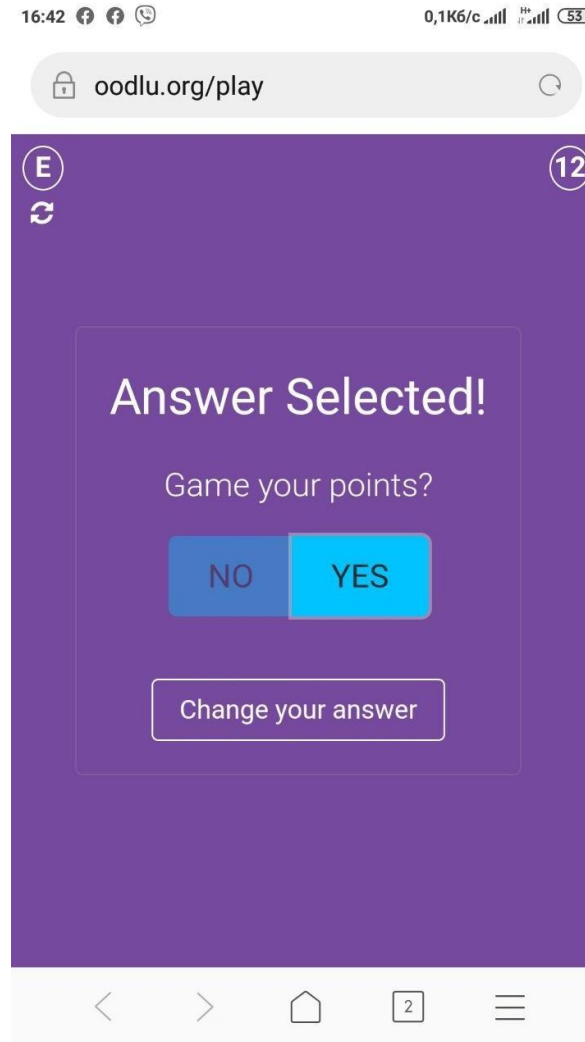 16:42 0,1Кб/с H+ 53
oodlu.org/play
E 12
Answer Selected!
Game your points?
NO YES
Change your answer
2